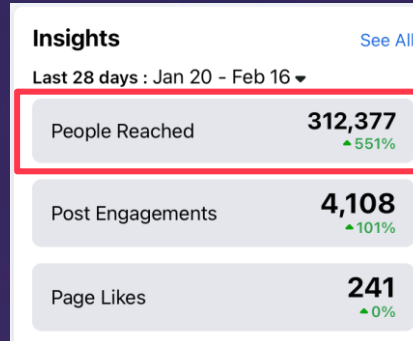 Insights See All
Last 28 days : Jan 20 - Feb 16
People Reached 312,377
551%
Post Engagements 4,108
101%
Page Likes 241
0%